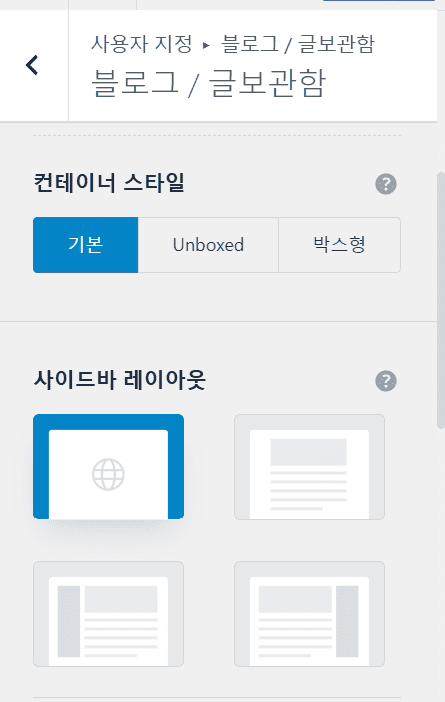 사용자 지정 ▸ 블로그 / 글보관함
블로그 / 글보관함
컨테이너 스타일 ?
기본 Unboxed 박스형
사이드바 레이아웃 ?